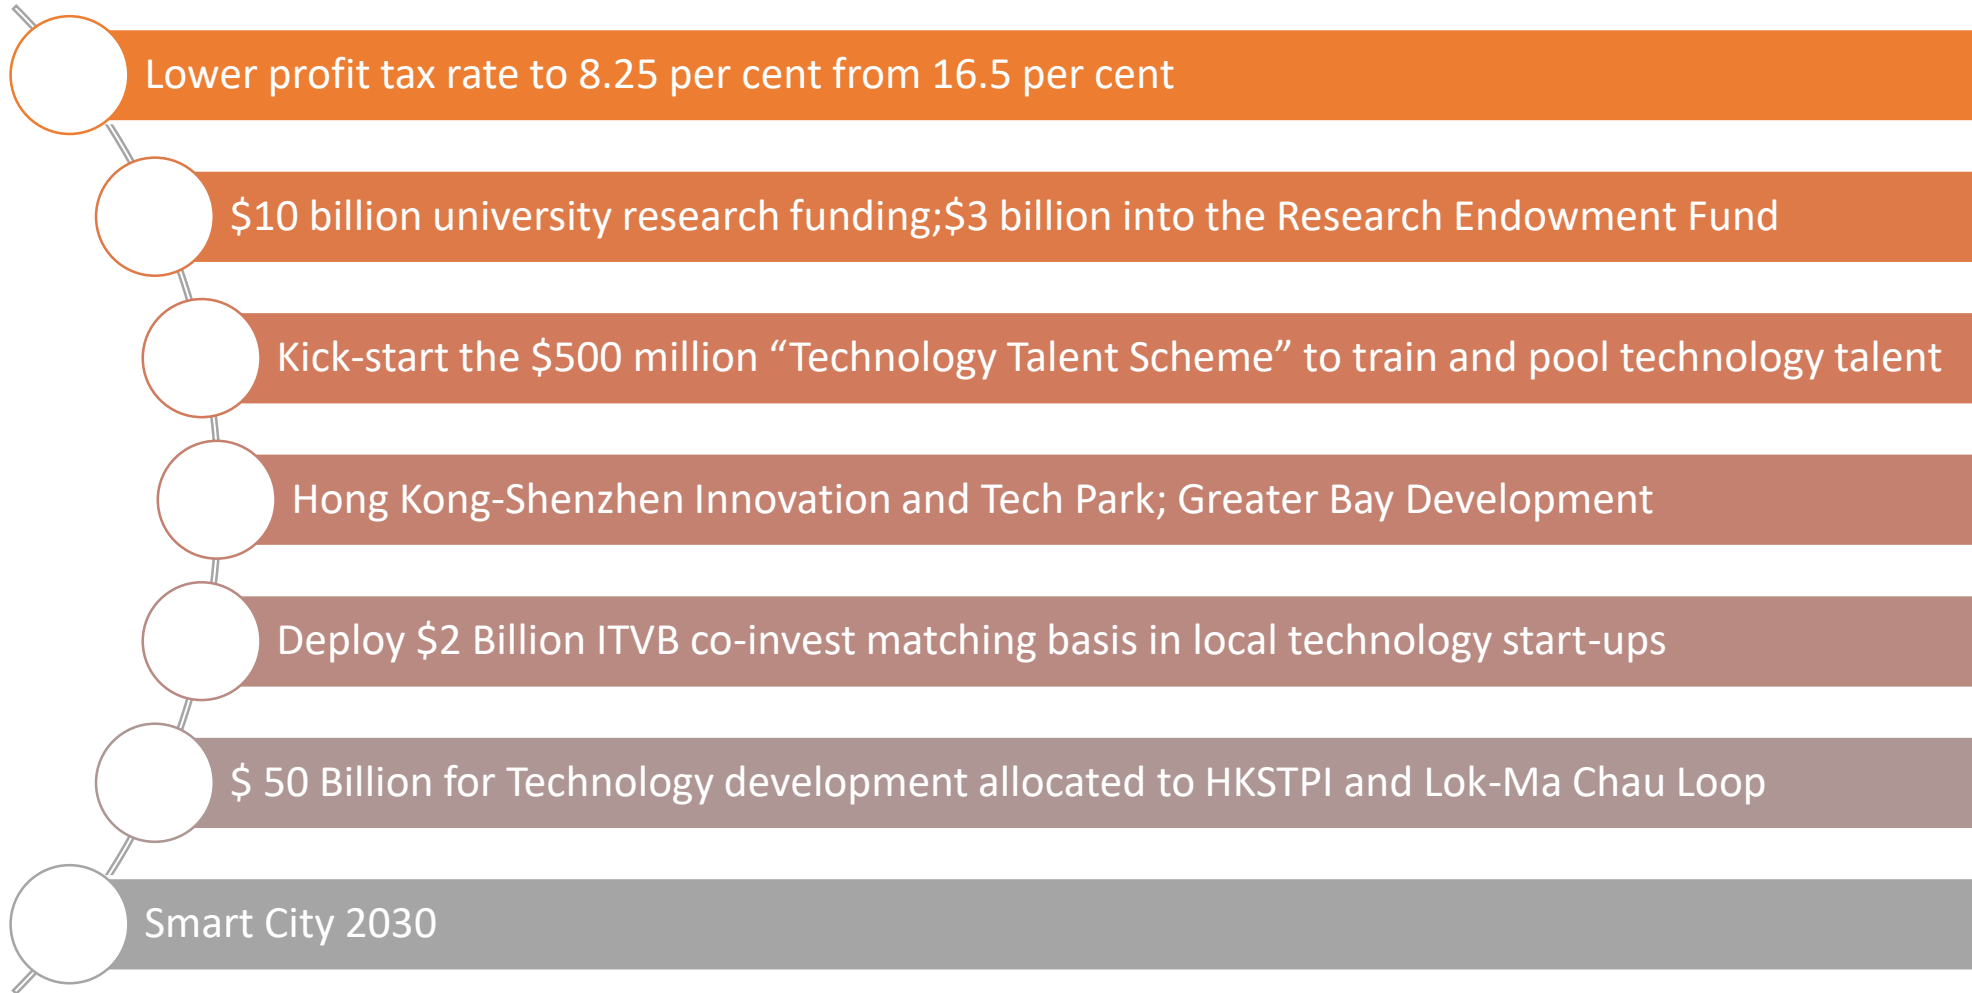 Lower profit tax rate to 8.25 per cent from 16.5 per cent
$10 billion university research funding;$3 billion into the Research Endowment Fund
Kick-start the $500 million “Technology Talent Scheme” to train and pool technology talent
Hong Kong-Shenzhen Innovation and Tech Park; Greater Bay Development
Deploy $2 Billion ITVB co-invest matching basis in local technology start-ups
$ 50 Billion for Technology development allocated to HKSTPI and Lok-Ma Chau Loop
Smart City 2030